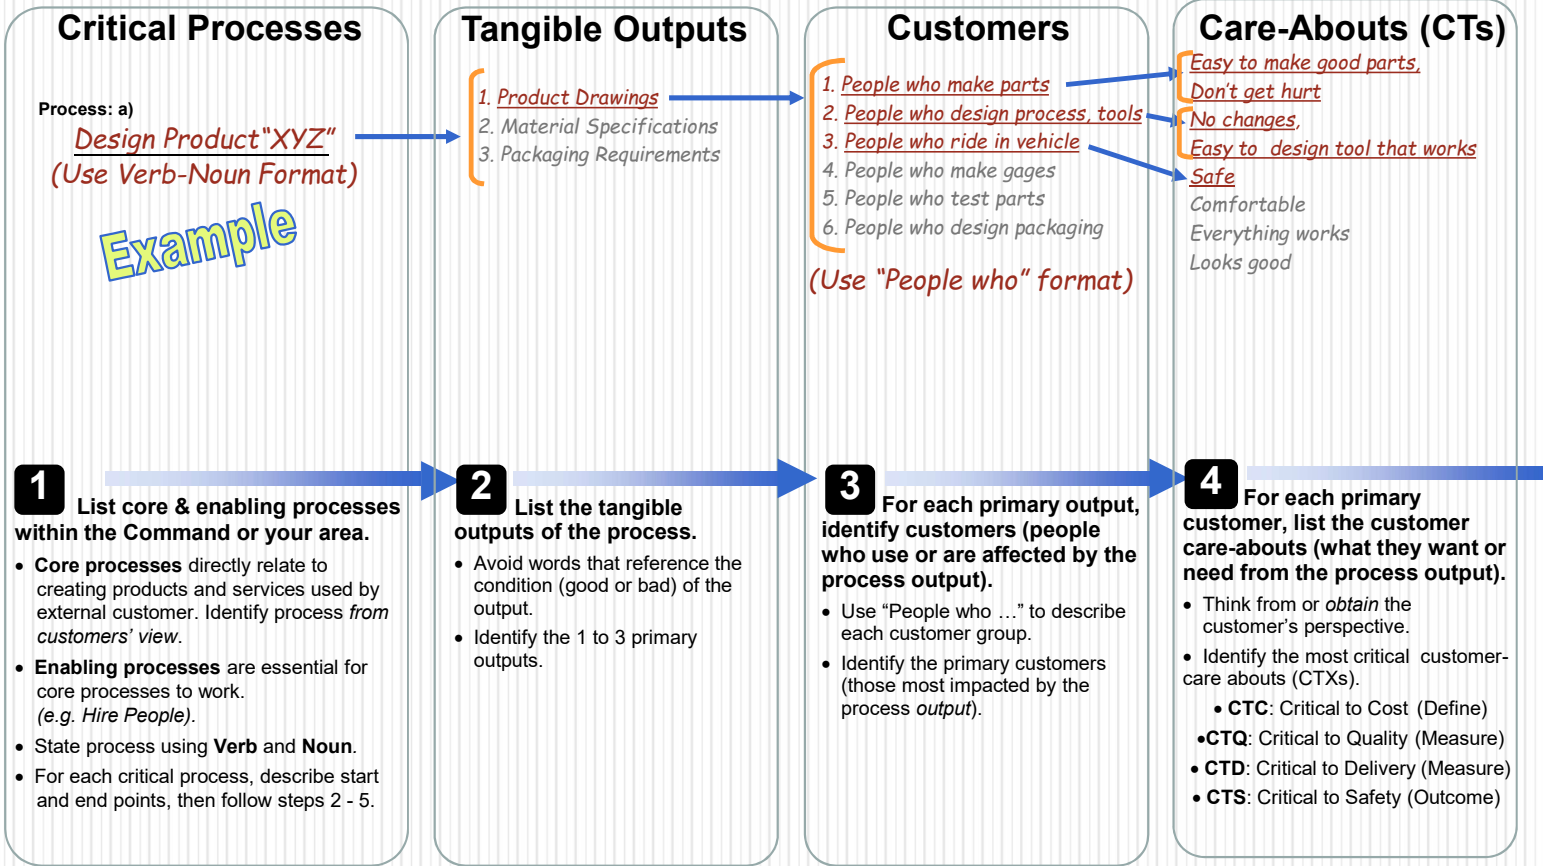 Critical Processes
Process: a)
Design Product“XYZ”
(Use Verb-Noun Format)
Example
1
List core & enabling processes
within the Command or your area.
• Core processes directly relate to
creating products and services used by
external customer. Identify process from
customers’ view.
• Enabling processes are essential for
core processes to work.
(e.g. Hire People).
• State process using Verb and Noun.
• For each critical process, describe start
and end points, then follow steps 2 - 5.
Tangible Outputs
1. Product Drawings
2. Material Specifications
3. Packaging Requirements
2
List the tangible
outputs of the process.
• Avoid words that reference the
condition (good or bad) of the
output.
• Identify the 1 to 3 primary
outputs.
Customers
1. People who make parts
2. People who design process, tools
3. People who ride in vehicle
4. People who make gages
5. People who test parts
6. People who design packaging
(Use “People who” format)
3
For each primary output,
identify customers (people
who use or are affected by the
process output).
• Use “People who …” to describe
each customer group.
• Identify the primary customers
(those most impacted by the
process output).
Care-Abouts (CTs)
Easy to make good parts,
Don’t get hurt
No changes,
Easy to design tool that works
Safe
Comfortable
Everything works
Looks good
4
For each primary
customer, list the customer
care-abouts (what they want or
need from the process output).
• Think from or obtain the
customer’s perspective.
• Identify the most critical customer-
care abouts (CTXs).
• CTC: Critical to Cost (Define)
•CTQ: Critical to Quality (Measure)
• CTD: Critical to Delivery (Measure)
• CTS: Critical to Safety (Outcome)